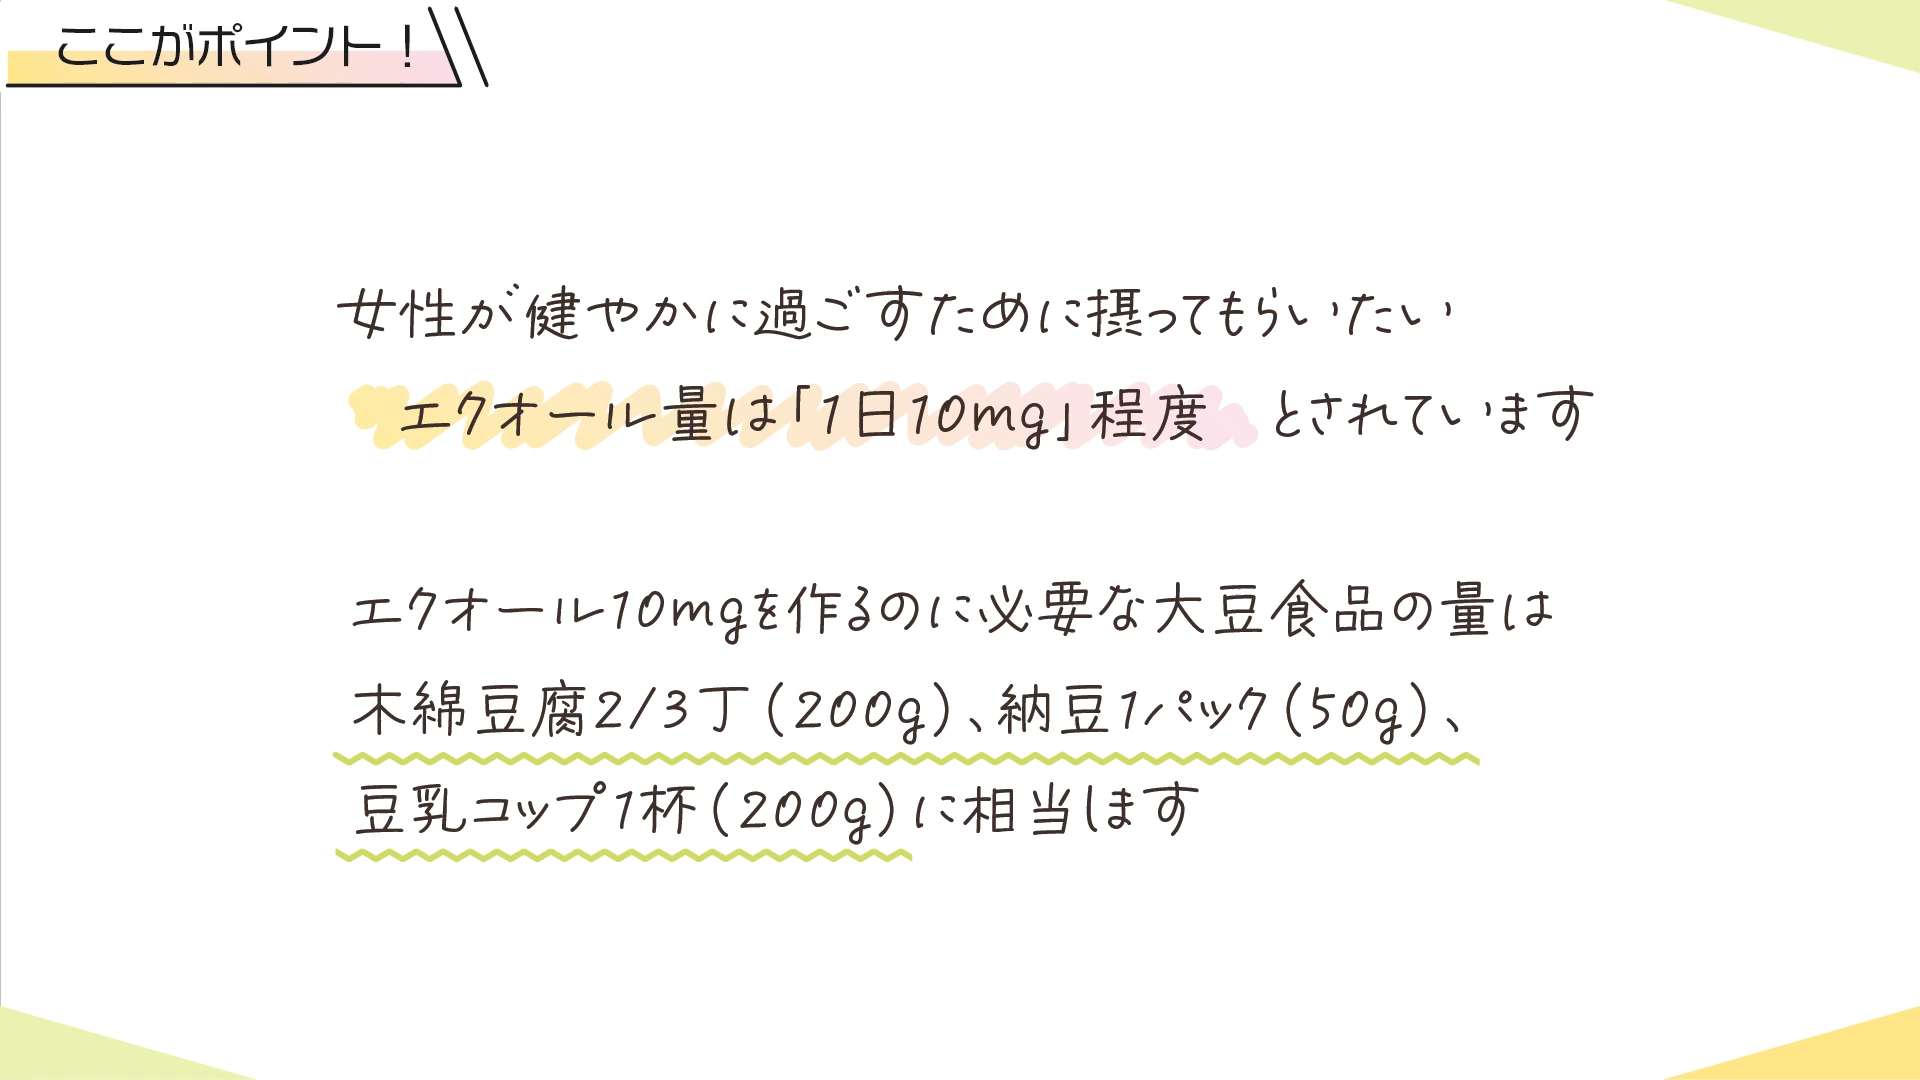 ここがポイント！
女性が健やかに過ごすために摂ってもらいたい
エクオール量は「1日10mg」程度 とされています
エクオール10mgを作るのに必要な大豆食品の量は
木綿豆腐2/3丁(200g)、納豆1パック(50g)、
豆乳コップ1杯(200g)に相当します